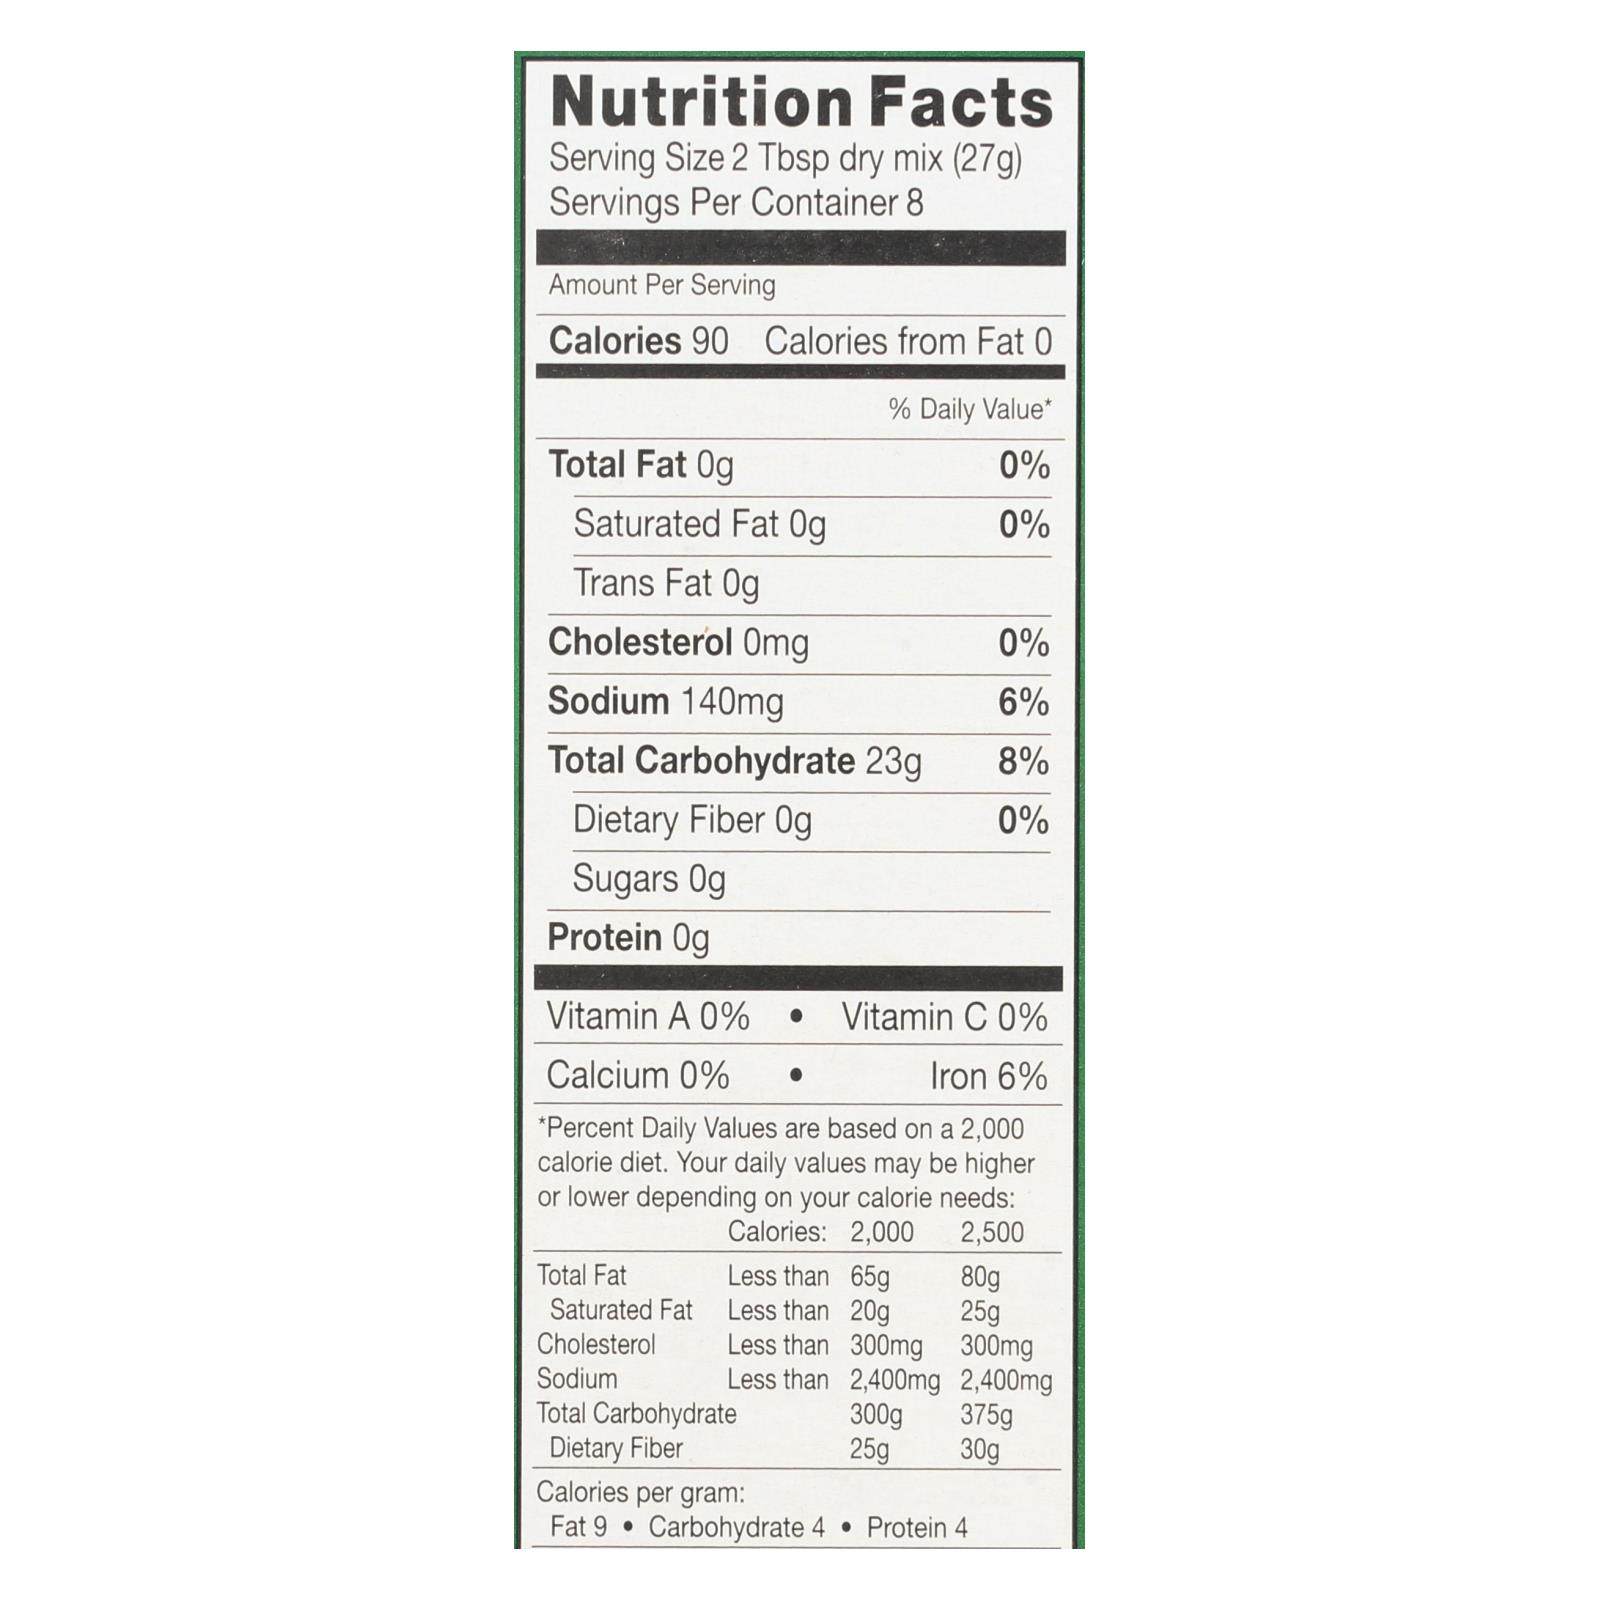 Nutrition Facts
Serving Size 2 Tbsp dry mix (27g)
Servings Per Container 8
Amount Per Serving
Calories 90 Calories from Fat 0
% Daily Value*
Total Fat 0g 0%
Saturated Fat 0g 0%
Trans Fat 0g
Cholesterol 0mg 0%
Sodium 140mg 6%
Total Carbohydrate 23g 8%
Dietary Fiber 0g 0%
Sugars 0g
Protein 0g
Vitamin A 0% • Vitamin C 0%
Calcium 0% • Iron 6%
*Percent Daily Values are based on a 2,000
calorie diet. Your daily values may be higher
or lower depending on your calorie needs:
Calories: 2,000 2,500
Total Fat Less than 65g 80g
Saturated Fat Less than 20g 25g
Cholesterol Less than 300mg 300mg
Sodium Less than 2,400mg 2,400mg
Total Carbohydrate 300g 375g
Dietary Fiber 25g 30g
Calories per gram:
Fat 9 • Carbohydrate 4 • Protein 4